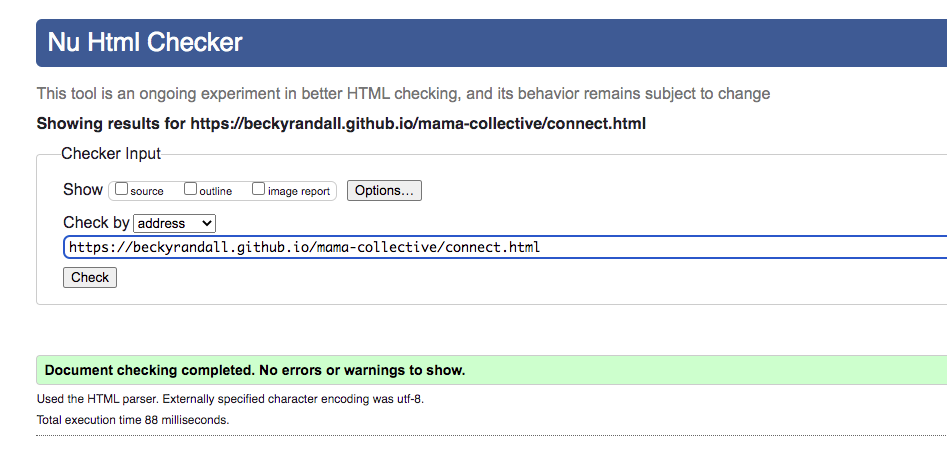 Nu Html Checker
This tool is an ongoing experiment in better HTML checking, and its behavior remains subject to change
Showing results for https://beckyrandall.github.io/mama-collective/connect.html
Checker Input
Show source outline image report Options...
Check by address
https://beckyrandall.github.io/mama-collective/connect.html
Check
Document checking completed. No errors or warnings to show.
Used the HTML parser. Externally specified character encoding was utf-8.
Total execution time 88 milliseconds.